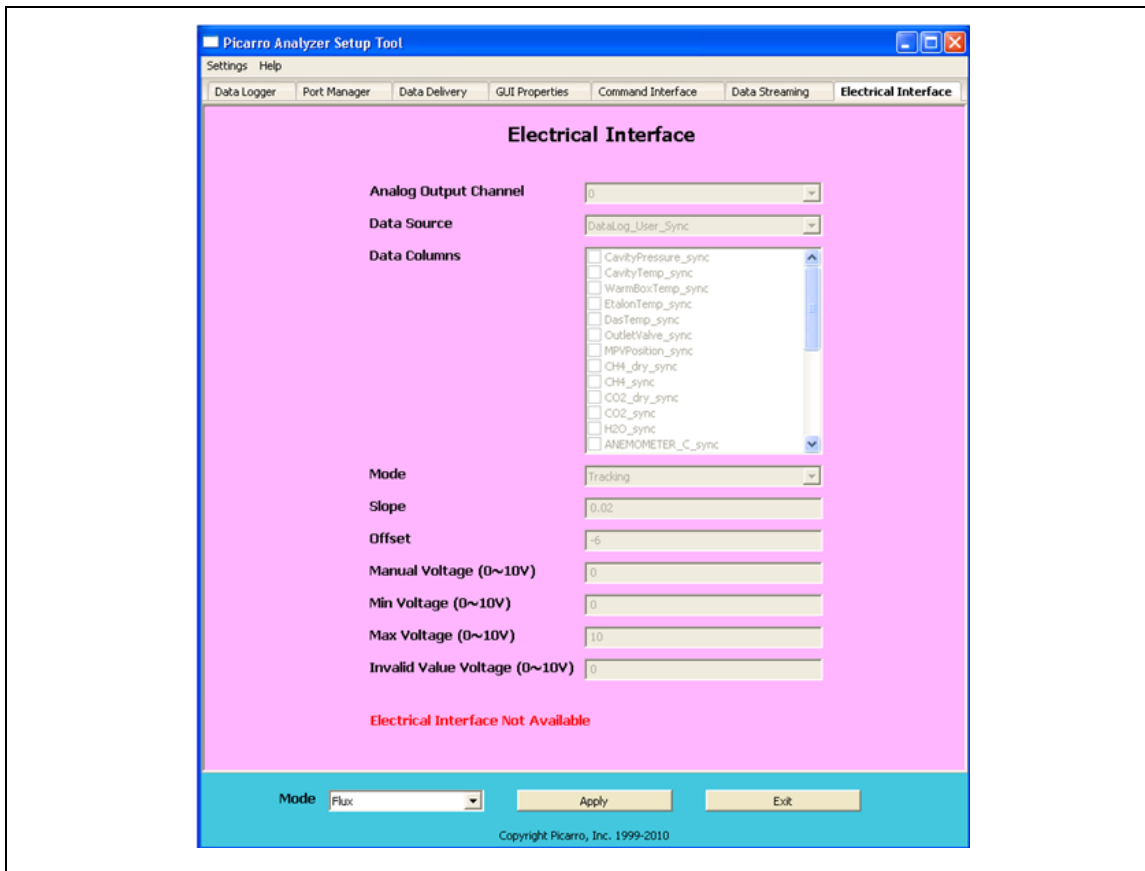 Picarro Analyzer Setup Tool
Settings Help
Data Logger Port Manager Data Delivery GUI Properties Command Interface Data Streaming Electrical Interface
Electrical Interface
Analog Output Channel 0
Data Source DataLog_User_Sync
Data Columns
CavityPressure_sync
CavityTemp_sync
WarmBoxTemp_sync
EtalonTemp_sync
DasTemp_sync
OutletValve_sync
MPVPosition_sync
CH4_dry_sync
CH4_sync
CO2_dry_sync
CO2_sync
H2O_sync
ANEMOMETER_C_sync
Mode Tracking
Slope 0.02
Offset -6
Manual Voltage (0~10V) 0
Min Voltage (0~10V) 0
Max Voltage (0~10V) 10
Invalid Value Voltage (0~10V) 0
Electrical Interface Not Available
Mode Flux Apply Exit
Copyright Picarro, Inc. 1999-2010